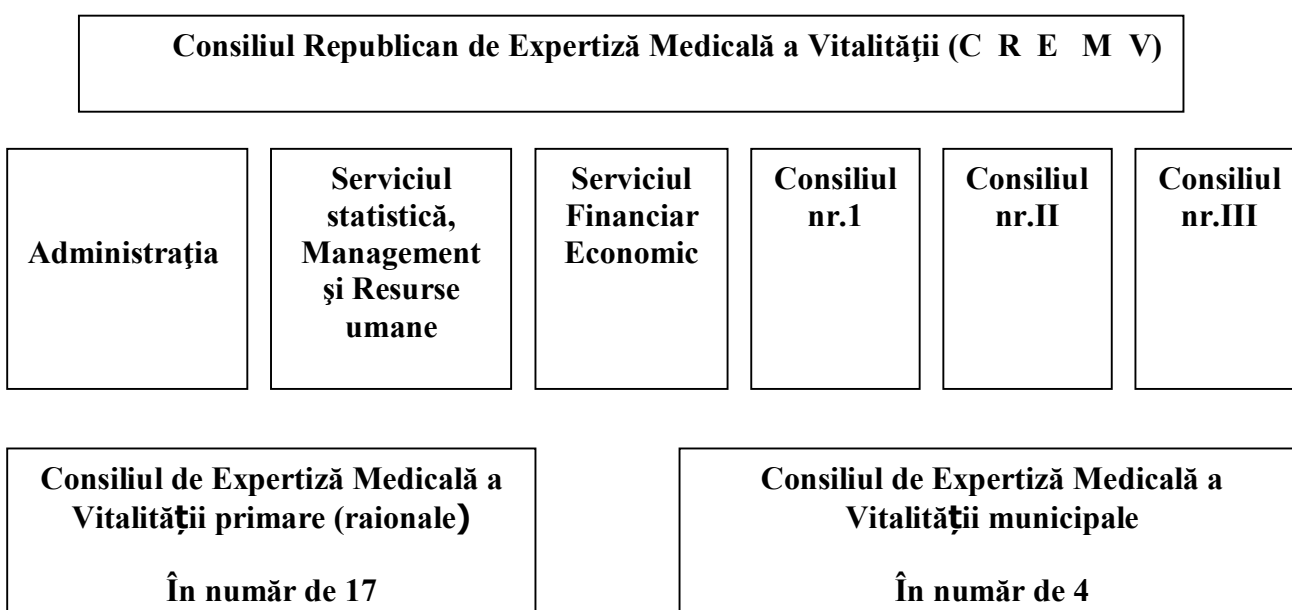 Consiliul Republican de Expertiză Medicală a Vitalităţii (C R E M V)
Administraţia
Serviciul
statistică,
Management
şi Resurse
umane
Serviciul
Financiar
Economic
Consiliul
nr.1
Consiliul
nr.II
Consiliul
nr.III
Consiliul de Expertiză Medicală a
Vitalităţii primare (raionale)
În număr de 17
Consiliul de Expertiză Medicală a
Vitalităţii municipale
În număr de 4